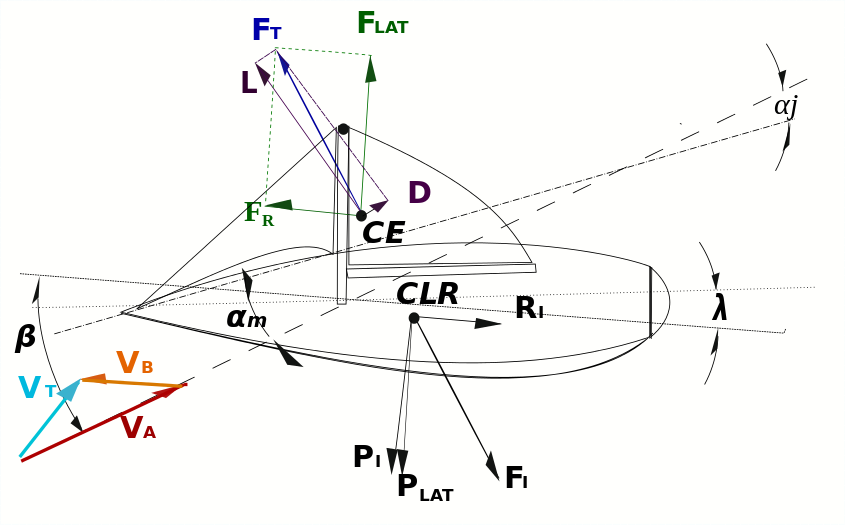 FT
FLAT
L
αj
D
FR
CE
CLR
RI
αm
λ
β
VB
VT
VA
PI
PLAT
FI